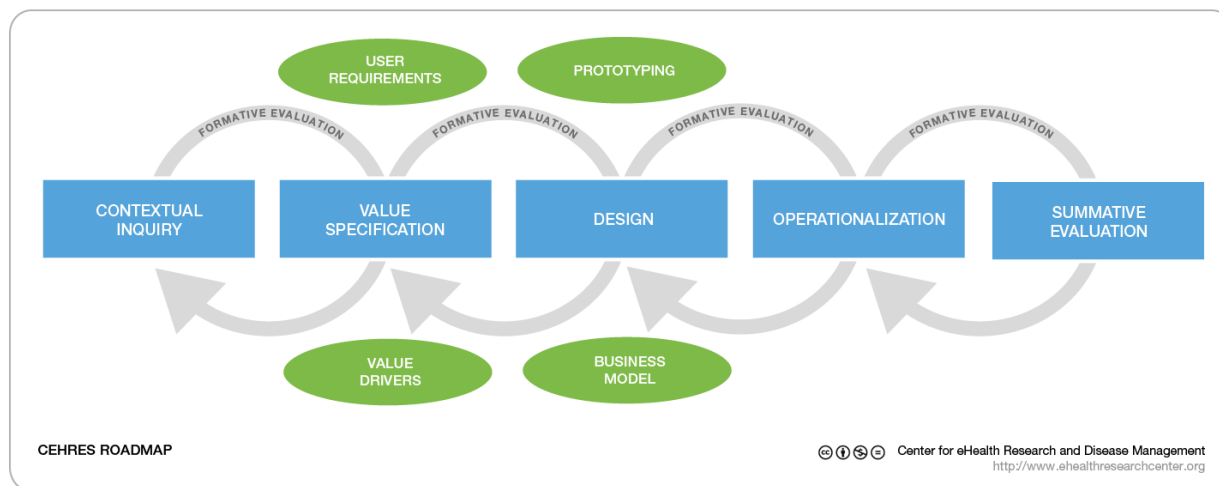 USER
REQUIREMENTS
PROTOTYPING
FORMATIVE EVALUATION
FORMATIVE EVALUATION
FORMATIVE EVALUATION
FORMATIVE EVALUATION
CONTEXTUAL
INQUIRY
VALUE
SPECIFICATION
DESIGN
OPERATIONALIZATION
SUMMATIVE
EVALUATION
VALUE
DRIVERS
BUSINESS
MODEL
CEHRES ROADMAP
cc Center for eHealth Research and Disease Management
http://www.ehealthresearchcenter.org